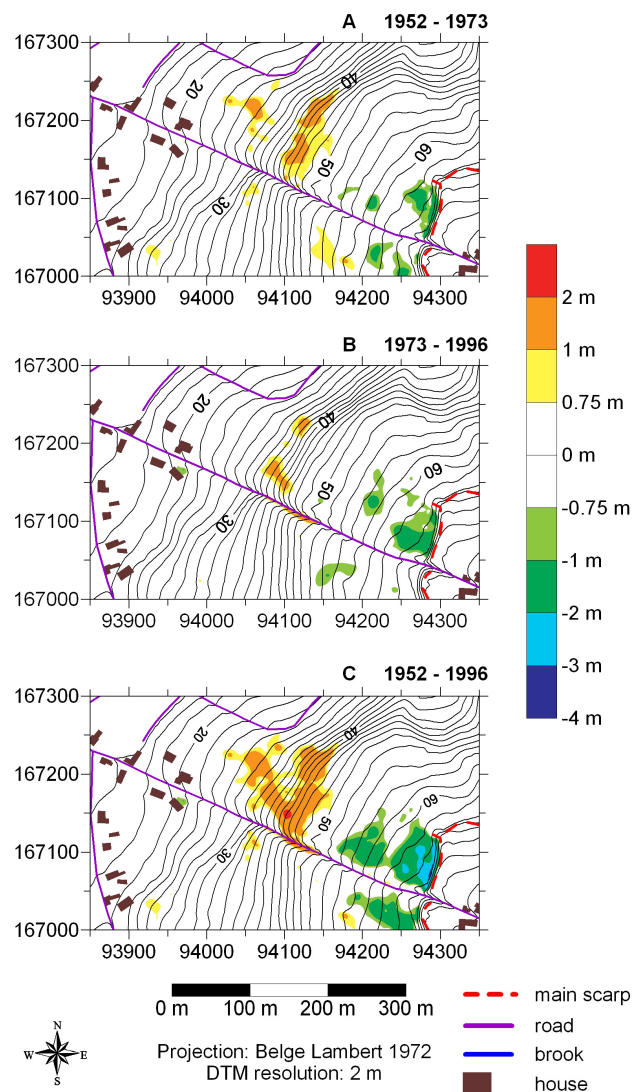 A 1952 - 1973
167300
167200
167100
167000
20
40
50
60
30
93900 94000 94100 94200 94300
B 1973 - 1996
167300
167200
167100
167000
20
40
50
60
30
93900 94000 94100 94200 94300
C 1952 - 1996
167300
167200
167100
167000
20
40
50
60
30
93900 94000 94100 94200 94300
2 m
1 m
0.75 m
0 m
-0.75 m
-1 m
-2 m
-3 m
-4 m
0 m 100 m 200 m 300 m
N
W E
S
Projection: Belge Lambert 1972
DTM resolution: 2 m
main scarp
road
brook
house